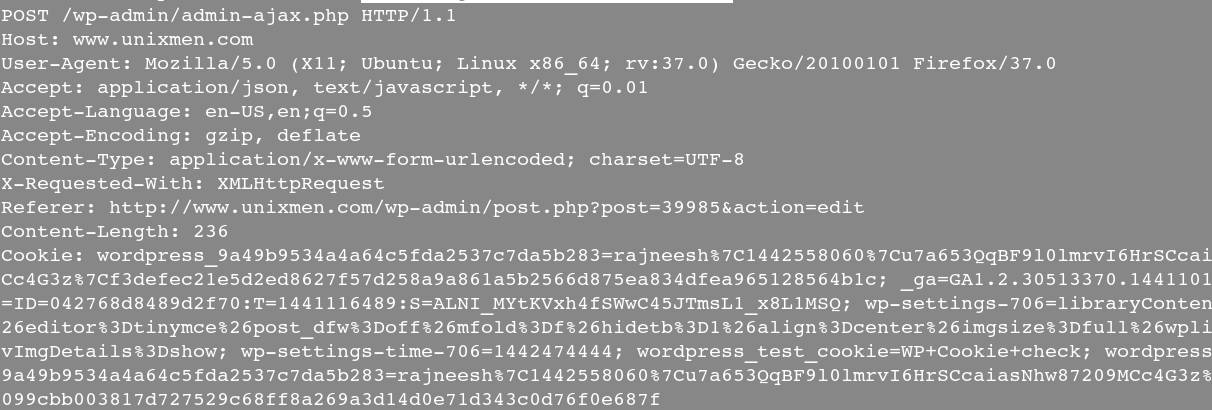 POST /wp-admin/admin-ajax.php HTTP/1.1
Host: www.unixmen.com
User-Agent: Mozilla/5.0 (X11; Ubuntu; Linux x86_64; rv:37.0) Gecko/20100101 Firefox/37.0
Accept: application/json, text/javascript, */*; q=0.01
Accept-Language: en-US,en;q=0.5
Accept-Encoding: gzip, deflate
Content-Type: application/x-www-form-urlencoded; charset=UTF-8
X-Requested-With: XMLHttpRequest
Referer: http://www.unixmen.com/wp-admin/post.php?post=39985&action=edit
Content-Length: 236
Cookie: wordpress_9a49b9534a4a64c5fda2537c7da5b283=rajneesh%7C1442558060%7Cu7a653QqBF9l0lmrvI6HrSCcai
Cc4G3z%7Cf3defec21e5d2ed8627f57d258a9a861a5b2566d875ea834dfea965128564b1c; _ga=GA1.2.30513370.1441101
=ID=042768d8489d2f70:T=1441116489:S=ALNI_MYtKVxh4fSWwC45JTmsL1_x8L1MSQ; wp-settings-706=libraryConten
26editor%3Dtinymce%26post_dfw%3Doff%26mfold%3Df%26hidetb%3D1%26align%3Dcenter%26imgsize%3Dfull%26wpli
vImgDetails%3Dshow; wp-settings-time-706=1442474444; wordpress_test_cookie=WP+Cookie+check; wordpress
9a49b9534a4a64c5fda2537c7da5b283=rajneesh%7C1442558060%7Cu7a653QqBF9l0lmrvI6HrSCcaiasNhw87209MCc4G3z%
099cbb003817d727529c68ff8a269a3d14d0e71d343c0d76f0e687f